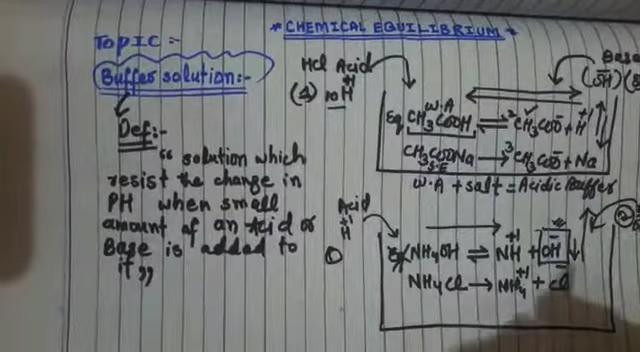 * CHEMICAL EQUILIBRIUM *
Topic :-
Buffer solution:-
Def:-
" solution which
resist the change in
PH when small
amount of an Acid or
Base is added to
it "
HCl Acid
Base
H+
(OH-)
W.A
Eq CH3COOH ⇌ CH3COO- + H+
CH3COONa → CH3COO- + Na
S.E
W.A + salt = Acidic Buffer
Acid
H+
NH4OH ⇌ NH+ + OH- ↓
NH4Cl → NH4+ + Cl-